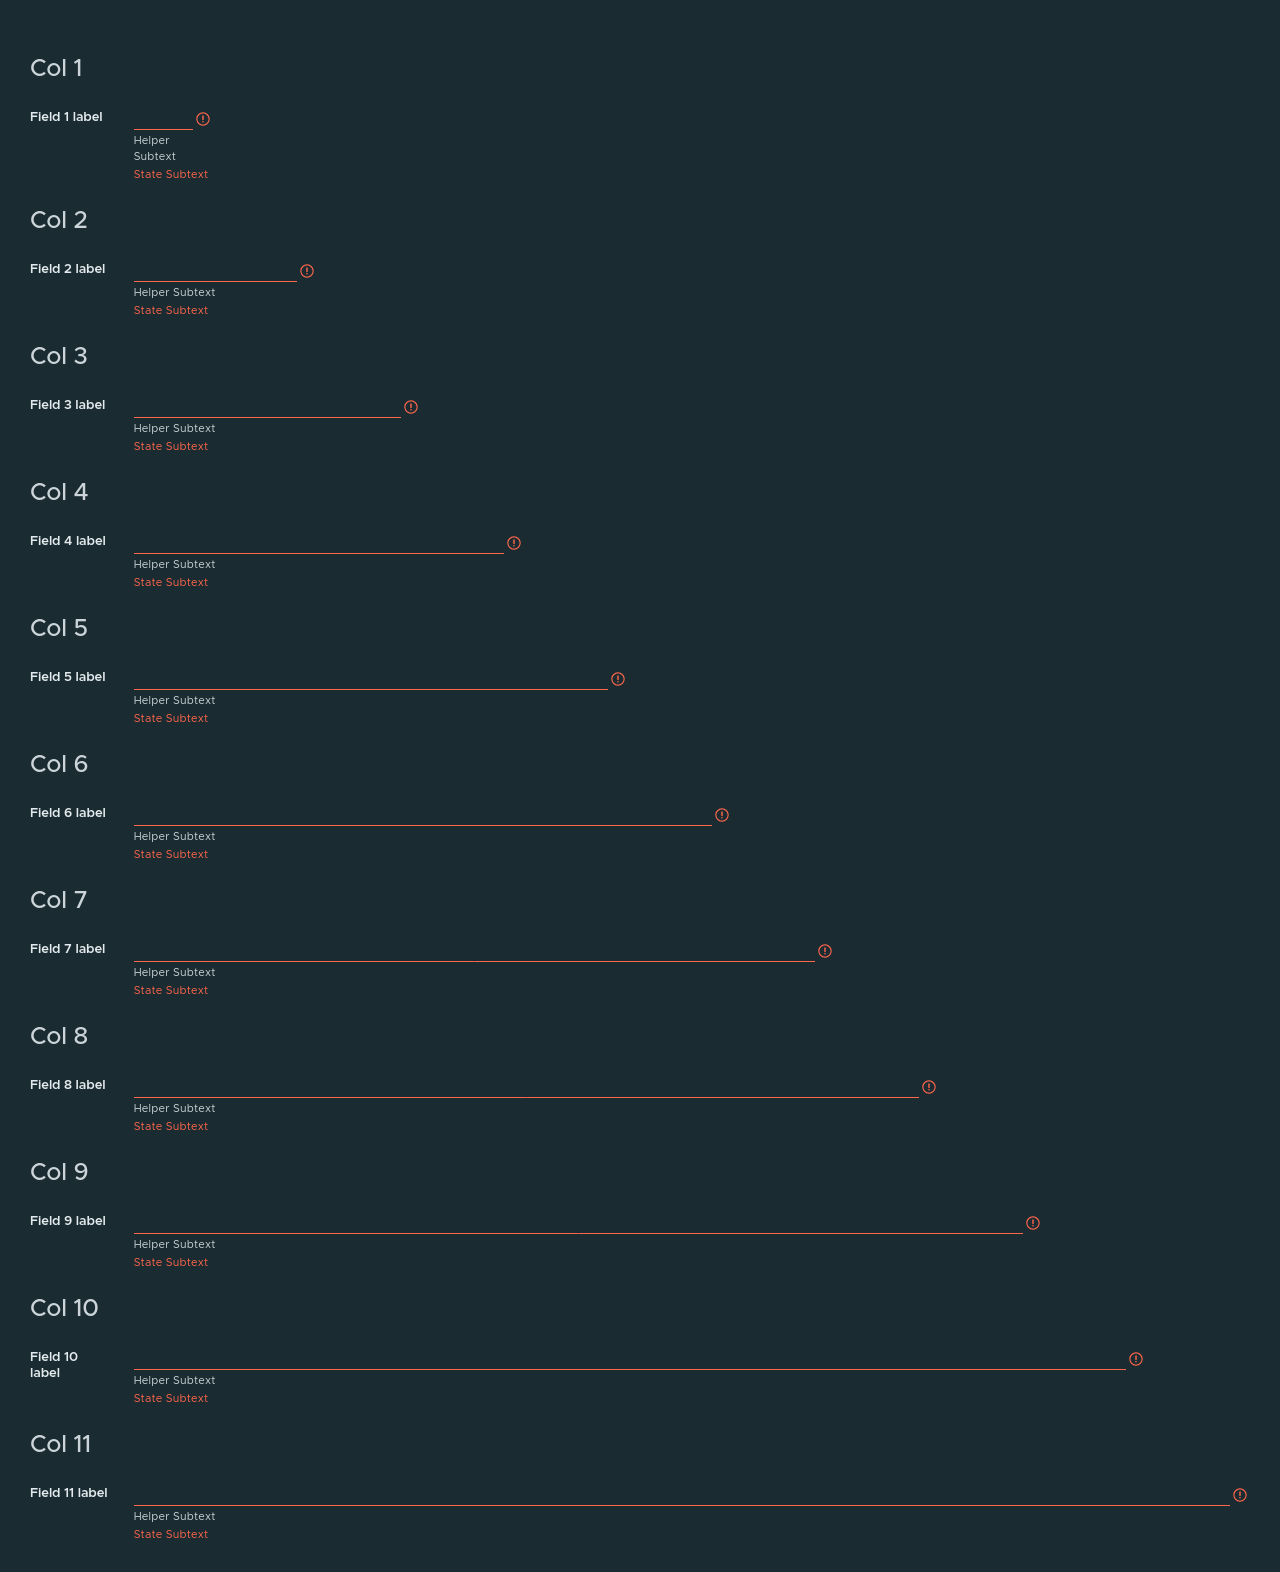 Col 1
Field 1 label
Helper
Subtext
State Subtext
Col 2
Field 2 label
Helper Subtext
State Subtext
Col 3
Field 3 label
Helper Subtext
State Subtext
Col 4
Field 4 label
Helper Subtext
State Subtext
Col 5
Field 5 label
Helper Subtext
State Subtext
Col 6
Field 6 label
Helper Subtext
State Subtext
Col 7
Field 7 label
Helper Subtext
State Subtext
Col 8
Field 8 label
Helper Subtext
State Subtext
Col 9
Field 9 label
Helper Subtext
State Subtext
Col 10
Field 10
label
Helper Subtext
State Subtext
Col 11
Field 11 label
Helper Subtext
State Subtext